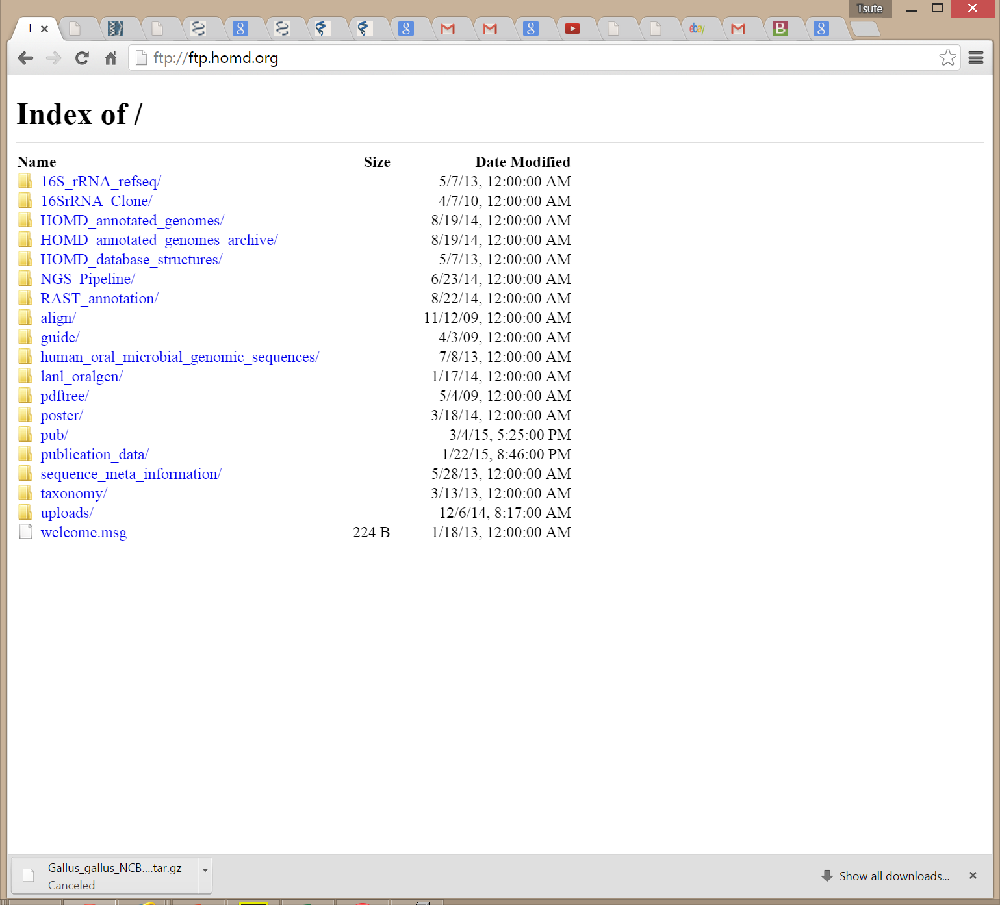 Tsute
ftp://ftp.homd.org
Index of /
Name Size Date Modified
16S_rRNA_refseq/ 5/7/13, 12:00:00 AM
16SrRNA_Clone/ 4/7/10, 12:00:00 AM
HOMD_annotated_genomes/ 8/19/14, 12:00:00 AM
HOMD_annotated_genomes_archive/ 8/19/14, 12:00:00 AM
HOMD_database_structures/ 5/7/13, 12:00:00 AM
NGS_Pipeline/ 6/23/14, 12:00:00 AM
RAST_annotation/ 8/22/14, 12:00:00 AM
align/ 11/12/09, 12:00:00 AM
guide/ 4/3/09, 12:00:00 AM
human_oral_microbial_genomic_sequences/ 7/8/13, 12:00:00 AM
lanl_oralgen/ 1/17/14, 12:00:00 AM
pdftree/ 5/4/09, 12:00:00 AM
poster/ 3/18/14, 12:00:00 AM
pub/ 3/4/15, 5:25:00 PM
publication_data/ 1/22/15, 8:46:00 PM
sequence_meta_information/ 5/28/13, 12:00:00 AM
taxonomy/ 3/13/13, 12:00:00 AM
uploads/ 12/6/14, 8:17:00 AM
welcome.msg 224 B 1/18/13, 12:00:00 AM
Gallus_gallus_NCB....tar.gz
Canceled
Show all downloads...